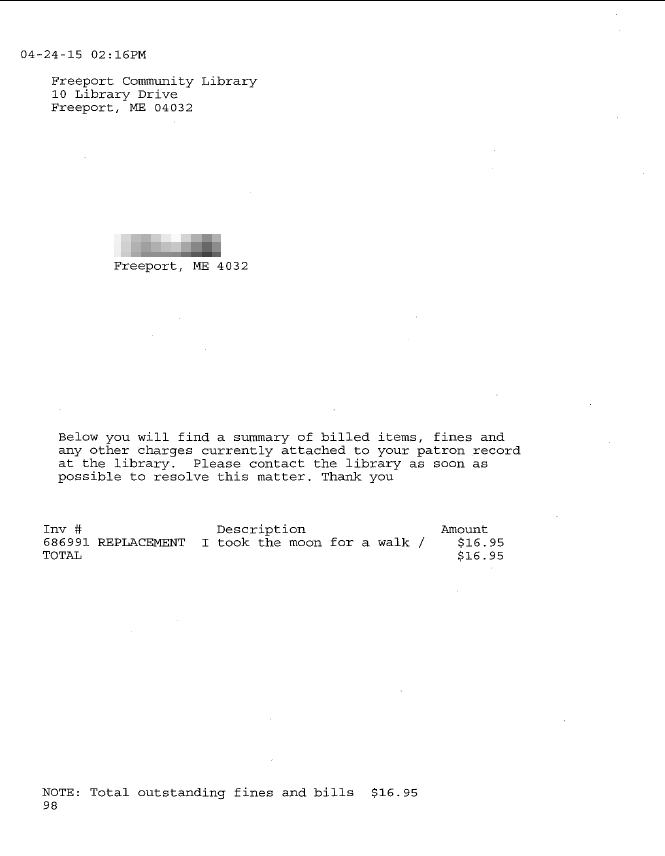 04-24-15 02:16PM
Freeport Community Library
10 Library Drive
Freeport, ME 04032
Freeport, ME 4032
Below you will find a summary of billed items, fines and
any other charges currently attached to your patron record
at the library. Please contact the library as soon as
possible to resolve this matter. Thank you
Inv # Description Amount
686991 REPLACEMENT I took the moon for a walk / $16.95
TOTAL $16.95
NOTE: Total outstanding fines and bills $16.95
98